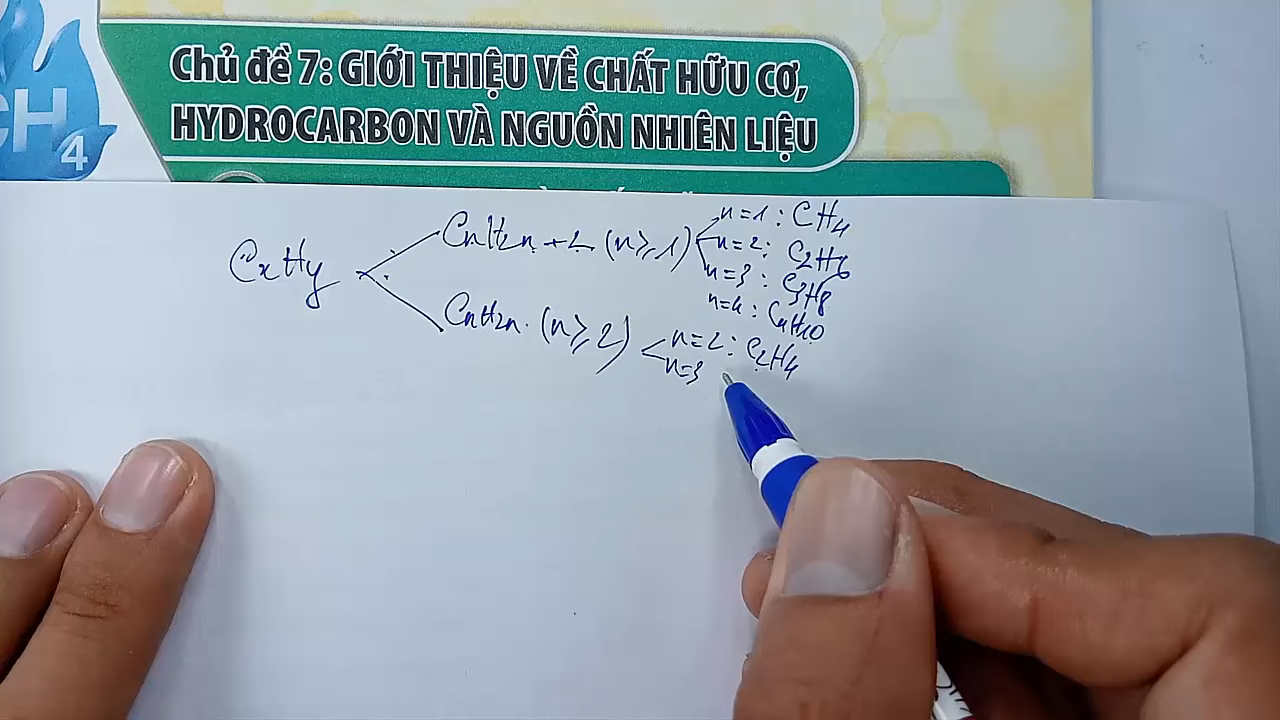 CH4
Chủ đề 7: GIỚI THIỆU VỀ CHẤT HỮU CƠ,
HYDROCARBON VÀ NGUỒN NHIÊN LIỆU
CxHy
CnH2n+2 (n≥1)
n=1: CH4
n=2: C2H6
n=3: C3H8
n=4: C4H10
CnH2n. (n≥2)
n=2: C2H4
n=3